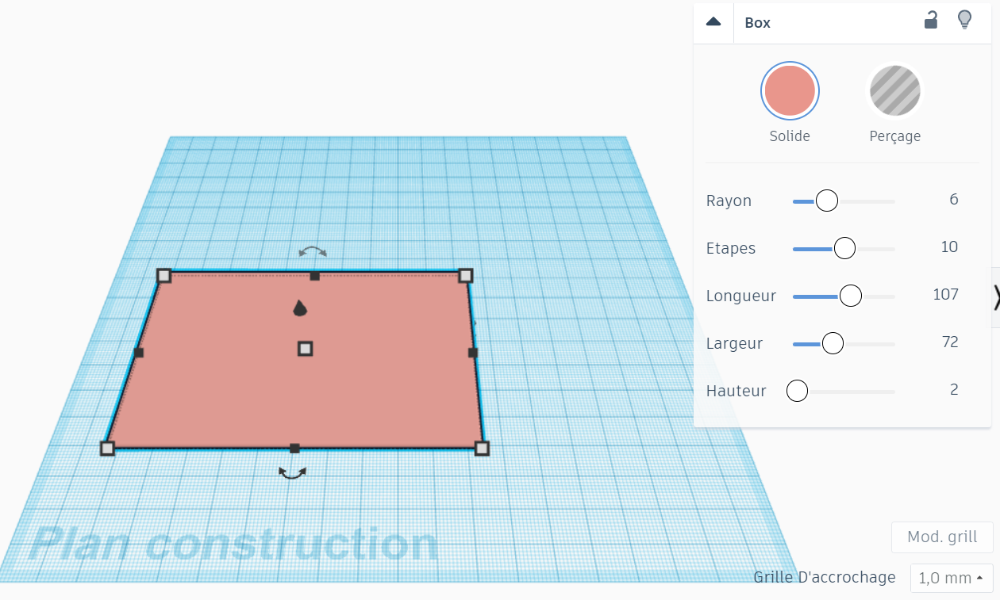 Box
Solide
Perçage
Rayon 6
Etapes 10
Longueur 107
Largeur 72
Hauteur 2
Plan construction
Mod. grill
Grille D'accrochage 1,0 mm